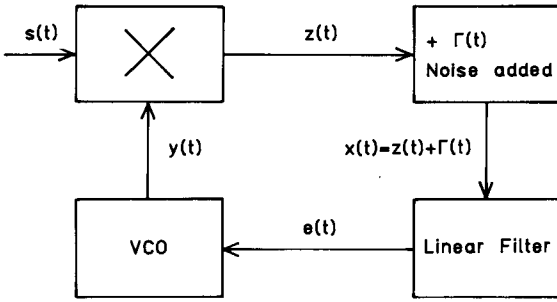 s(t)
z(t)
+ Γ(t)
Noise added
y(t)
x(t)=z(t)+Γ(t)
e(t)
VCO
Linear Filter